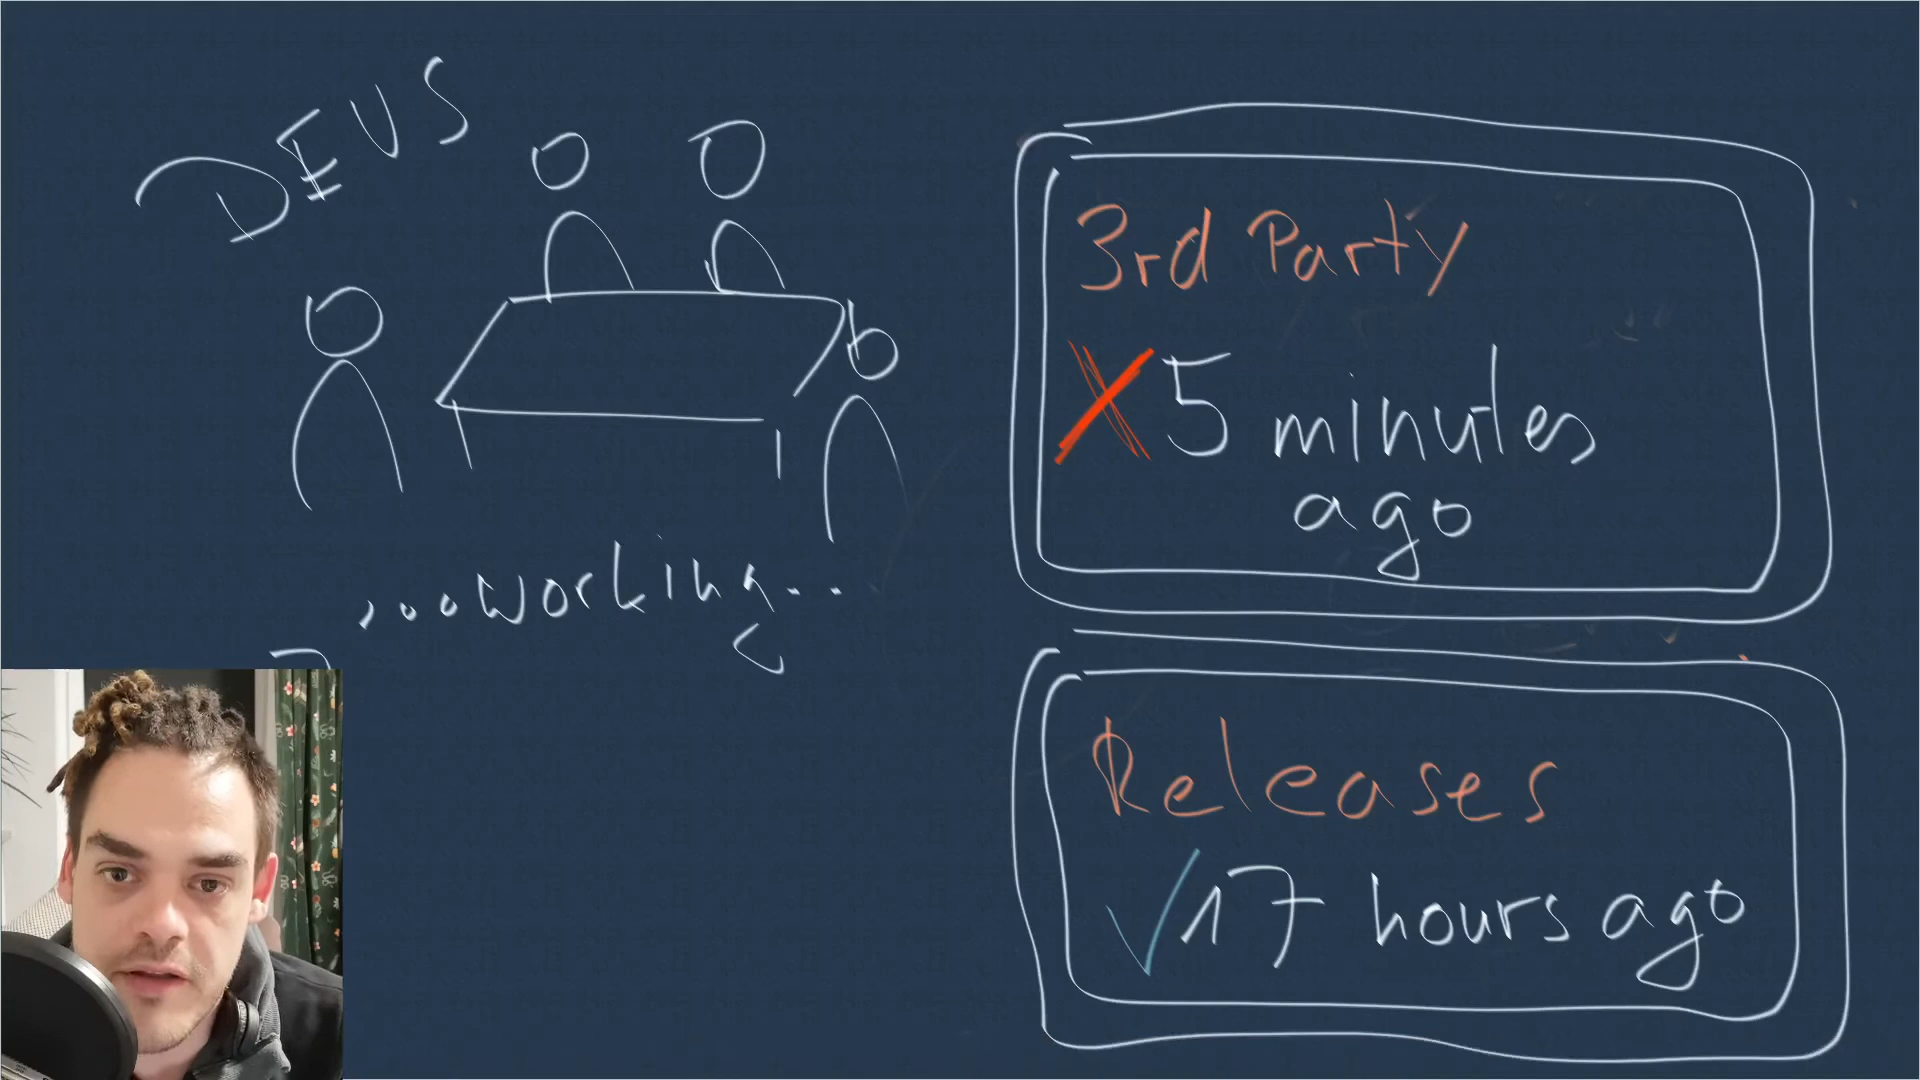 DEVS
...working...
3rd Party
X 5 minutes
ago
Releases
✓ 17 hours ago